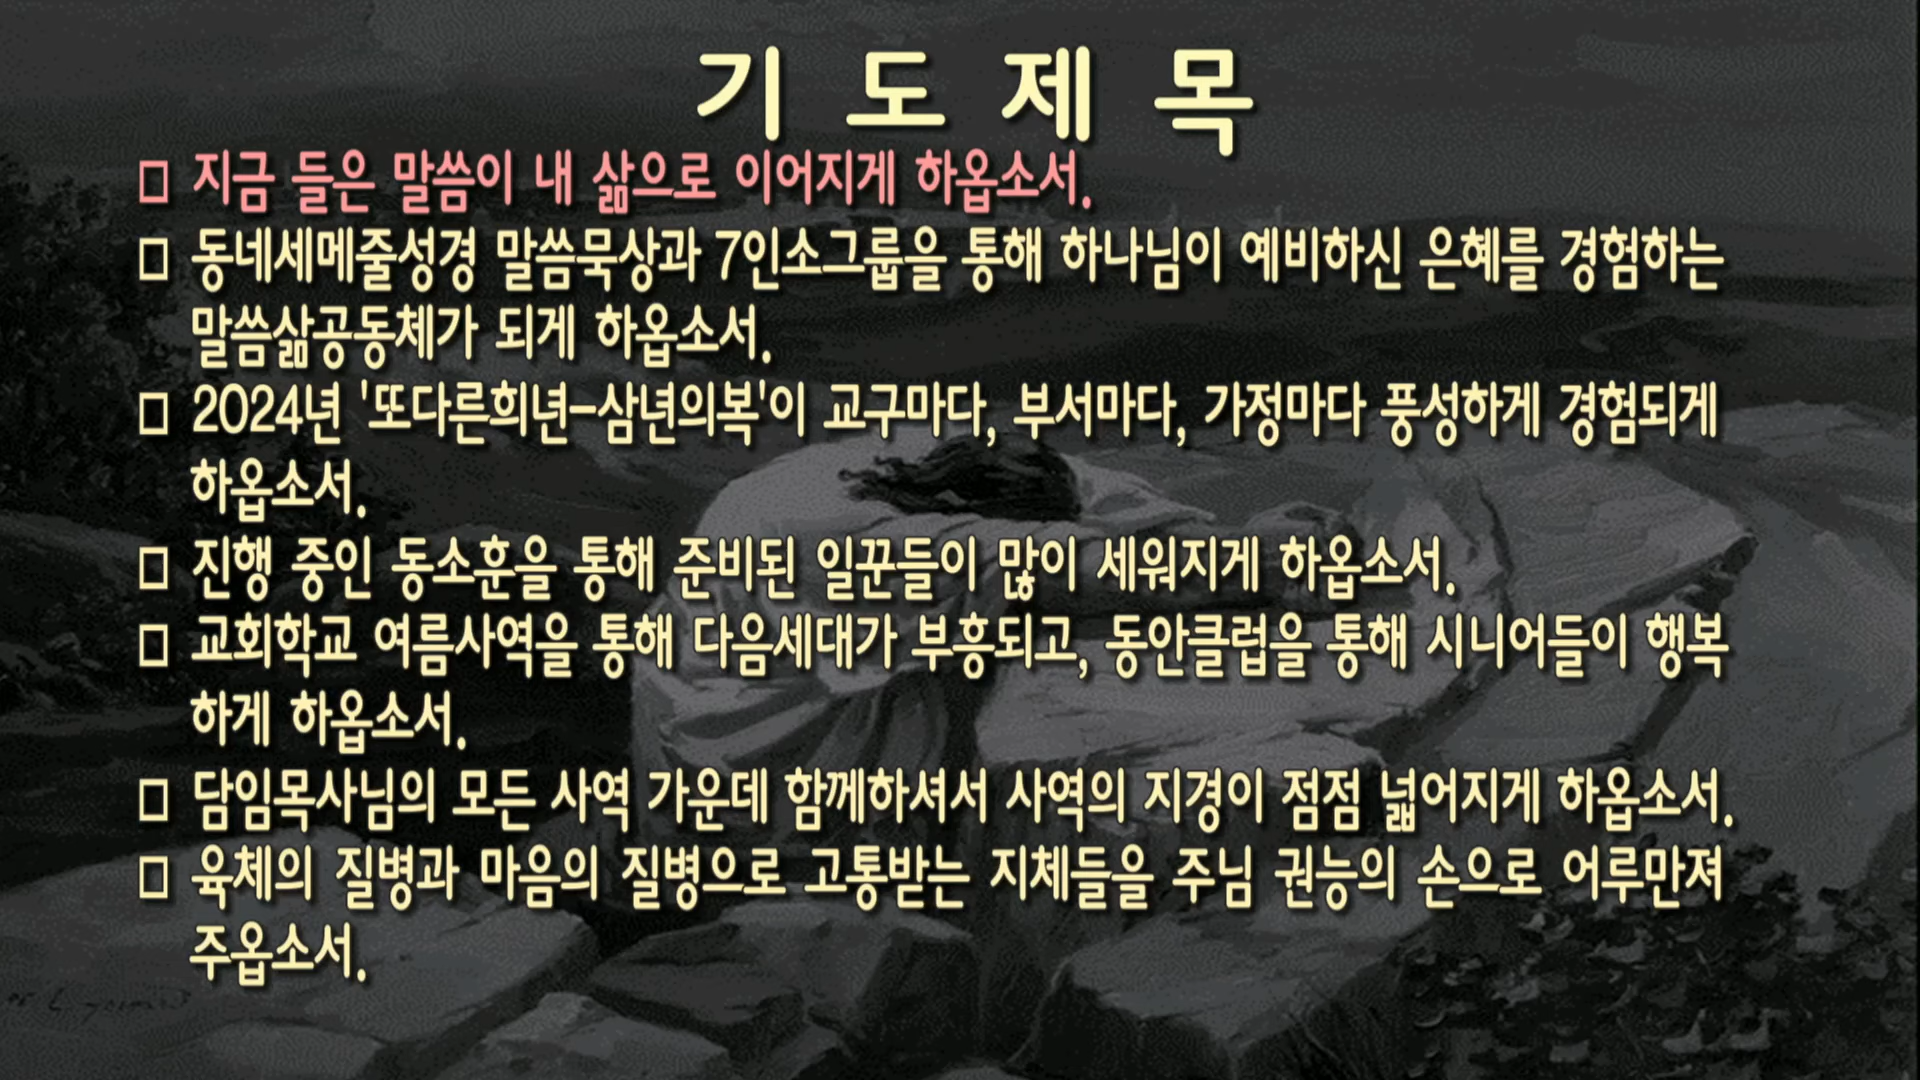 기 도 제 목
□ 지금 들은 말씀이 내 삶으로 이어지게 하옵소서.
□ 동네세메줄성경 말씀묵상과 7인소그룹을 통해 하나님이 예비하신 은혜를 경험하는
말씀삶공동체가 되게 하옵소서.
□ 2024년 '또다른희년-삼년의복'이 교구마다, 부서마다, 가정마다 풍성하게 경험되게
하옵소서.
□ 진행 중인 동소훈을 통해 준비된 일꾼들이 많이 세워지게 하옵소서.
□ 교회학교 여름사역을 통해 다음세대가 부흥되고, 동안클럽을 통해 시니어들이 행복
하게 하옵소서.
□ 담임목사님의 모든 사역 가운데 함께하셔서 사역의 지경이 점점 넓어지게 하옵소서.
□ 육체의 질병과 마음의 질병으로 고통받는 지체들을 주님 권능의 손으로 어루만져
주옵소서.